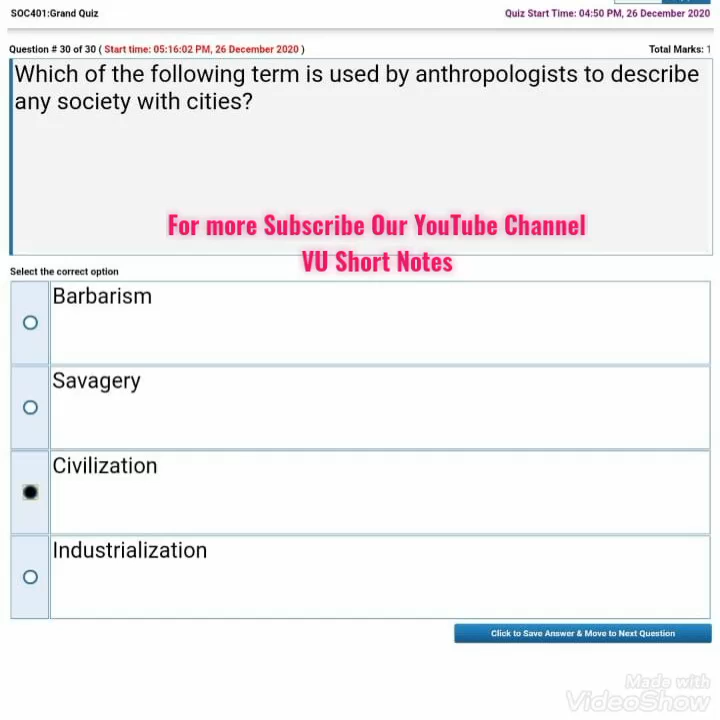 SOC401:Grand Quiz
Quiz Start Time: 04:50 PM, 26 December 2020
Question # 30 of 30 ( Start time: 05:16:02 PM, 26 December 2020 )
Total Marks: 1
Which of the following term is used by anthropologists to describe
any society with cities?
For more Subscribe Our YouTube Channel
VU Short Notes
Select the correct option
Barbarism
Savagery
Civilization
Industrialization
Click to Save Answer & Move to Next Question
Made with
VideoShow